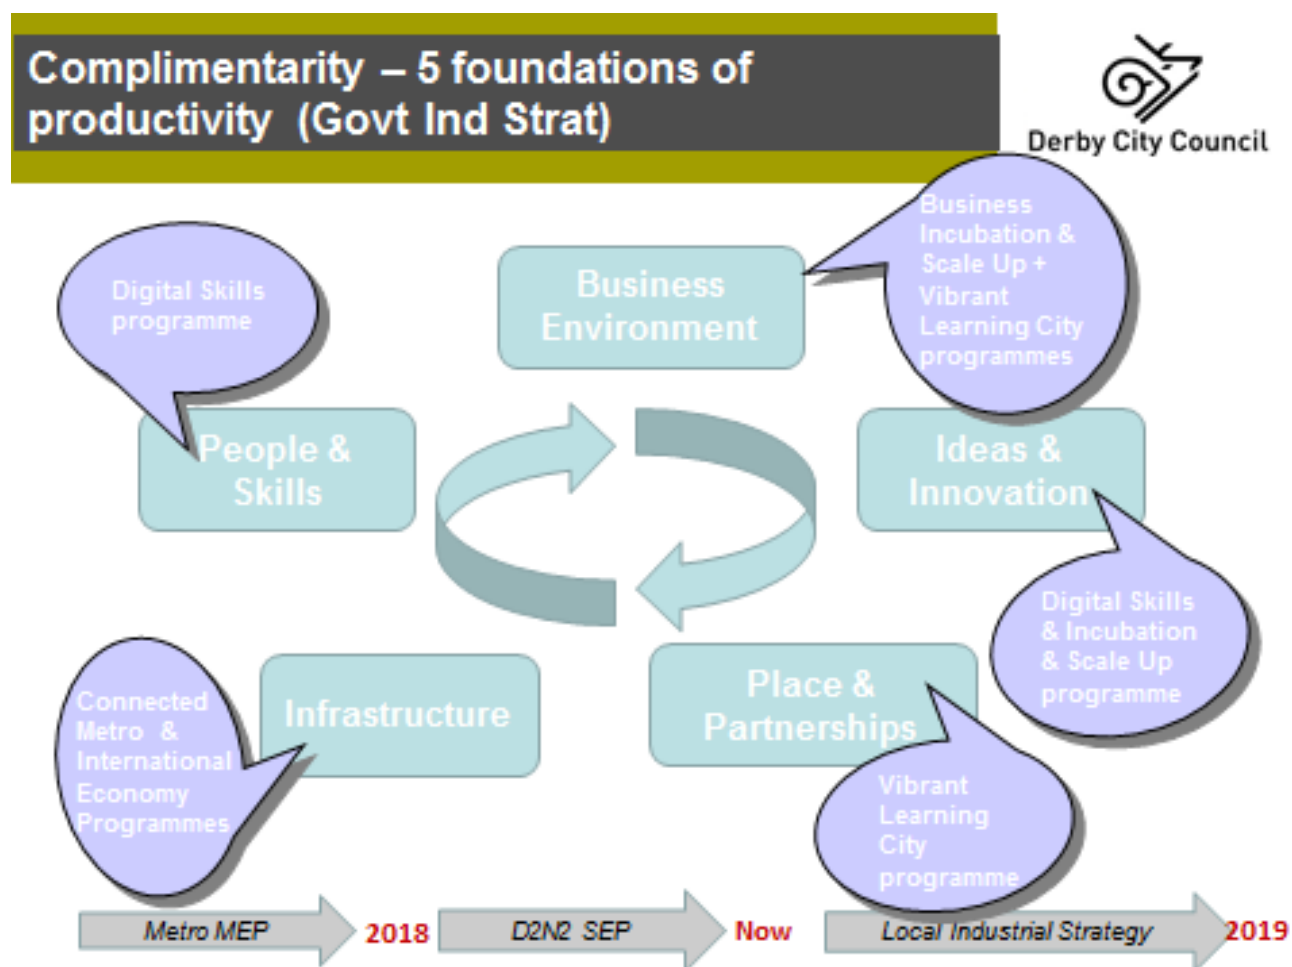 Complimentarity – 5 foundations of
productivity (Govt Ind Strat)
Derby City Council
Business
Incubation &
Scale Up +
Vibrant
Learning City
programmes
Digital Skills
programme
Business
Environment
People &
Skills
Ideas &
Innovation
Digital Skills
& Incubation
& Scale Up
programme
Connected
Metro &
International
Economy
Programmes
Infrastructure
Place &
Partnerships
Vibrant
Learning
City
programme
Metro MEP
2018
D2N2 SEP
Now
Local Industrial Strategy
2019